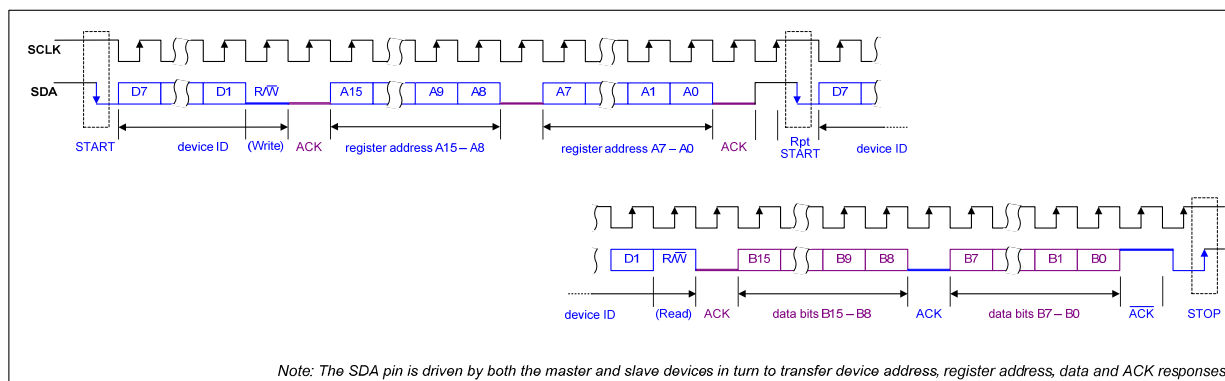 SCLK
SDA D7 D1 R/W̅ A15 A9 A8 A7 A1 A0 D7
START device ID (Write) ACK register address A15 – A8 register address A7 – A0 ACK Rpt START device ID
D1 R/W̅ B15 B9 B8 B7 B1 B0
device ID (Read) ACK data bits B15 – B8 ACK data bits B7 – B0 A̅C̅K̅ STOP
Note: The SDA pin is driven by both the master and slave devices in turn to transfer device address, register address, data and ACK responses